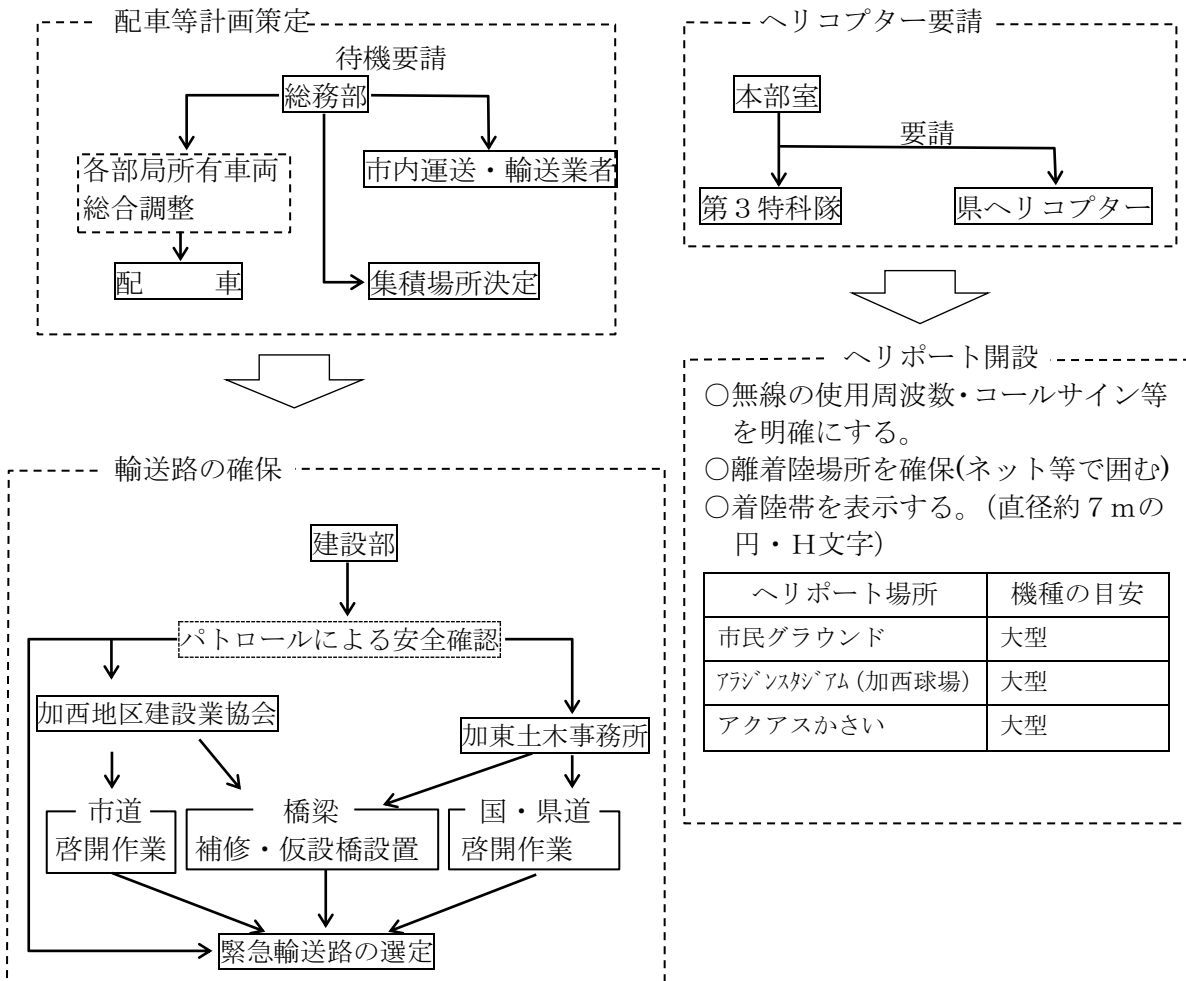 配車等計画策定
待機要請
総務部
各部局所有車両
総合調整
市内運送・輸送業者
配　　車
集積場所決定
輸送路の確保
建設部
パトロールによる安全確認
加西地区建設業協会
加東土木事務所
市道
啓開作業
橋梁
補修・仮設橋設置
国・県道
啓開作業
緊急輸送路の選定
ヘリコプター要請
本部室
要請
第３特科隊
県ヘリコプター
ヘリポート開設
○無線の使用周波数・コールサイン等
を明確にする。
○離着陸場所を確保(ネット等で囲む)
○着陸帯を表示する。（直径約７ｍの
円・Ｈ文字）
ヘリポート場所　機種の目安
市民グラウンド　大型
ｱﾗｼﾞﾝｽﾀｼﾞｱﾑ（加西球場）　大型
アクアスかさい　大型